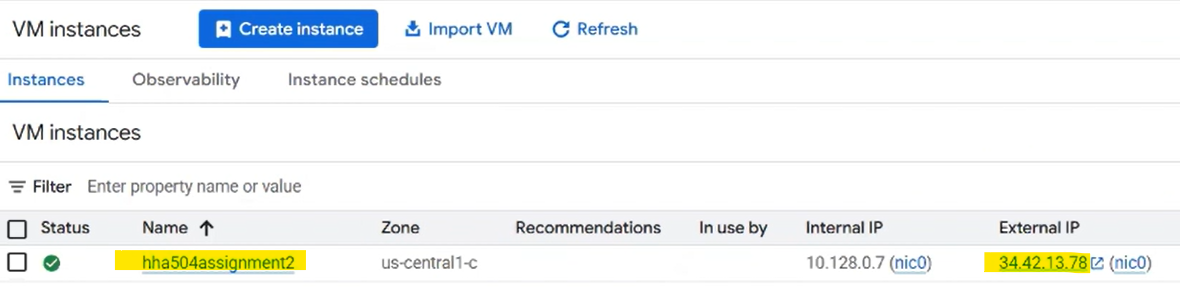 VM instances Create instance Import VM Refresh
Instances Observability Instance schedules
VM instances
Filter Enter property name or value
Status Name Zone Recommendations In use by Internal IP External IP
hha504assignment2 us-central1-c 10.128.0.7 (nic0) 34.42.13.78 (nic0)